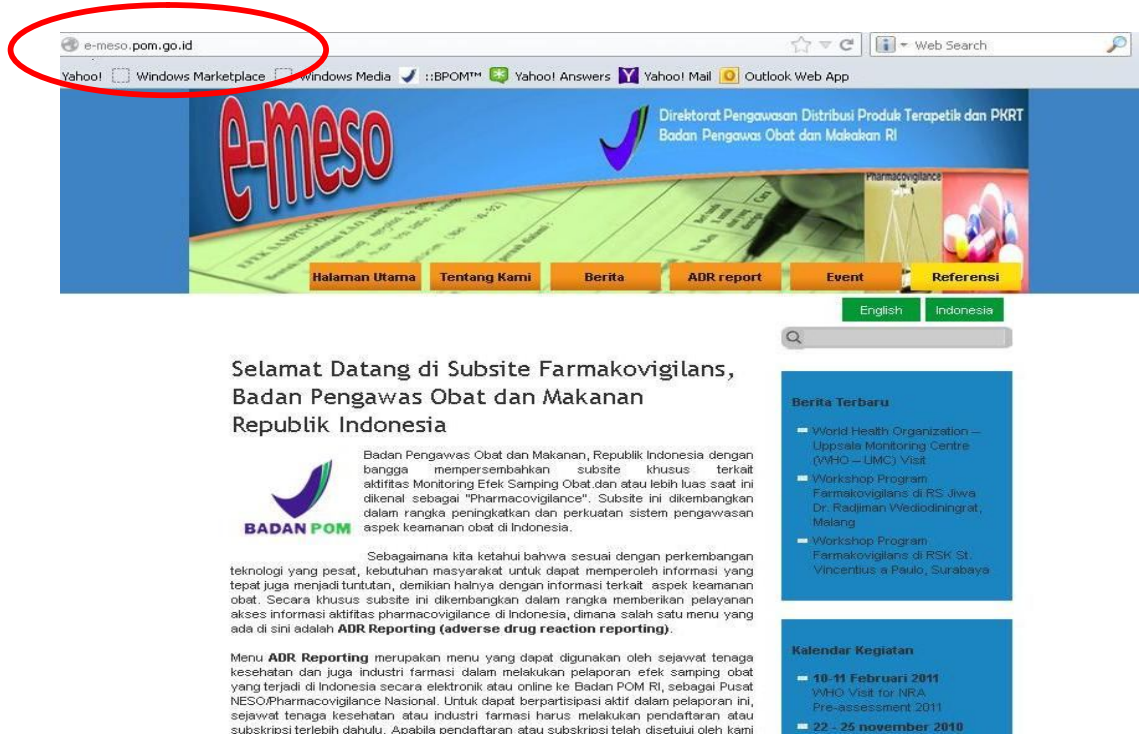 e-meso.pom.go.id
Web Search
Yahoo! Windows Marketplace Windows Media ::BPOM™ Yahoo! Answers Yahoo! Mail Outlook Web App
e-meso
Direktorat Pengawasan Distribusi Produk Terapetik dan PKRT
Badan Pengawas Obat dan Makakan RI
Pharmacovigilance
Halaman Utama Tentang Kami Berita ADR report Event Referensi
English Indonesia
Selamat Datang di Subsite Farmakovigilans,
Badan Pengawas Obat dan Makanan
Republik Indonesia
BADAN POM
Badan Pengawas Obat dan Makanan, Republik Indonesia dengan
bangga mempersembahkan subsite khusus terkait
aktifitas Monitoring Efek Samping Obat.dan atau lebih luas saat ini
dikenal sebagai "Pharmacovigilance". Subsite ini dikembangkan
dalam rangka peningkatkan dan perkuatan sistem pengawasan
aspek keamanan obat di Indonesia.
Sebagaimana kita ketahui bahwa sesuai dengan perkembangan
teknologi yang pesat, kebutuhan masyarakat untuk dapat memperoleh informasi yang
tepat juga menjadi tuntutan, demikian halnya dengan informasi terkait aspek keamanan
obat. Secara khusus subsite ini dikembangkan dalam rangka memberikan pelayanan
akses informasi aktifitas pharmacovigilance di Indonesia, dimana salah satu menu yang
ada di sini adalah ADR Reporting (adverse drug reaction reporting).
Menu ADR Reporting merupakan menu yang dapat digunakan oleh sejawat tenaga
kesehatan dan juga industri farmasi dalam melakukan pelaporan efek samping obat
yang terjadi di Indonesia secara elektronik atau online ke Badan POM RI, sebagai Pusat
NESO/Pharmacovigilance Nasional. Untuk dapat berpartisipasi aktif dalam pelaporan ini,
sejawat tenaga kesehatan atau industri farmasi harus melakukan pendaftaran atau
subskripsi terlebih dahulu. Apabila pendaftaran atau subskripsi telah disetujui oleh kami
Berita Terbaru
World Health Organization –
Uppsala Monitoring Centre
(WHO – UMC) Visit
Workshop Program
Farmakovigilans di RS Jiwa
Dr. Radjiman Wediodiningrat,
Malang
Workshop Program
Farmakovigilans di RSK St.
Vincentius a Paulo, Surabaya
Kalendar Kegiatan
10-11 Februari 2011
WHO Visit for NRA
Pre-assessment 2011
22 - 25 november 2010